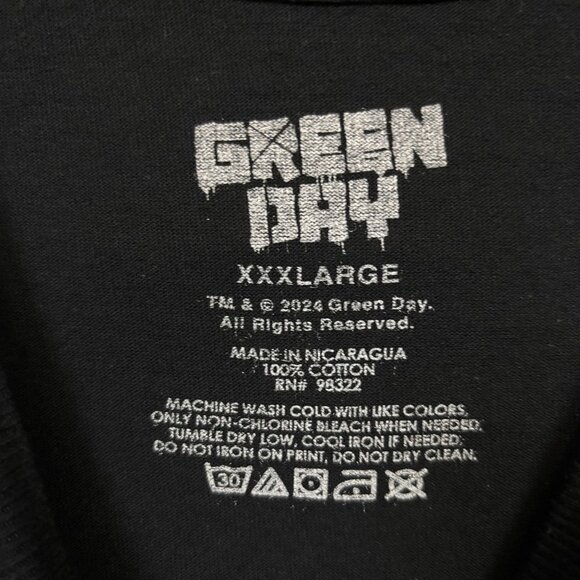 GREEN
DAY
XXXLARGE
TM & © 2024 Green Day.
All Rights Reserved.
MADE IN NICARAGUA
100% COTTON
RN# 98322
MACHINE WASH COLD WITH LIKE COLORS,
ONLY NON-CHLORINE BLEACH WHEN NEEDED.
TUMBLE DRY LOW, COOL IRON IF NEEDED.
DO NOT IRON ON PRINT, DO NOT DRY CLEAN.
30